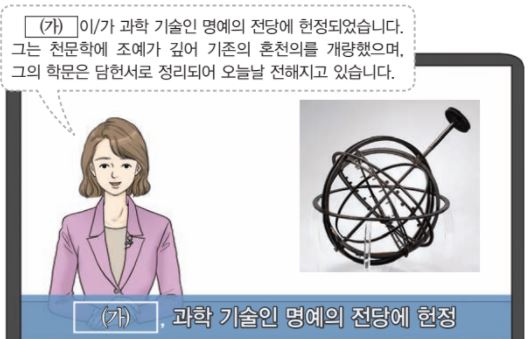 (가) 이/가 과학 기술인 명예의 전당에 헌정되었습니다.
그는 천문학에 조예가 깊어 기존의 혼천의를 개량했으며,
그의 학문은 담헌서로 정리되어 오늘날 전해지고 있습니다.
(가) , 과학 기술인 명예의 전당에 헌정